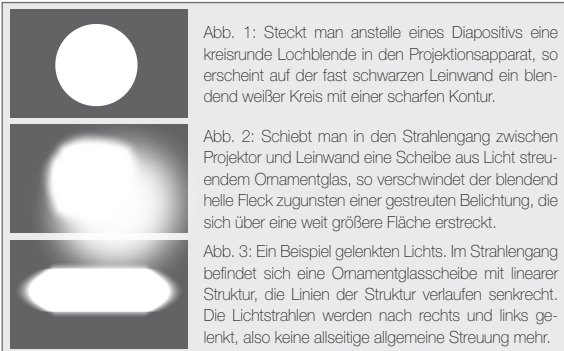 Abb. 1: Steckt man anstelle eines Diapositivs eine
kreisrunde Lochblende in den Projektionsapparat, so
erscheint auf der fast schwarzen Leinwand ein blen-
dend weißer Kreis mit einer scharfen Kontur.
Abb. 2: Schiebt man in den Strahlengang zwischen
Projektor und Leinwand eine Scheibe aus Licht streu-
endem Ornamentglas, so verschwindet der blendend
helle Fleck zugunsten einer gestreuten Belichtung, die
sich über eine weit größere Fläche erstreckt.
Abb. 3: Ein Beispiel gelenkten Lichts. Im Strahlengang
befindet sich eine Ornamentglasscheibe mit linearer
Struktur, die Linien der Struktur verlaufen senkrecht.
Die Lichtstrahlen werden nach rechts und links ge-
lenkt, also keine allseitige allgemeine Streuung mehr.